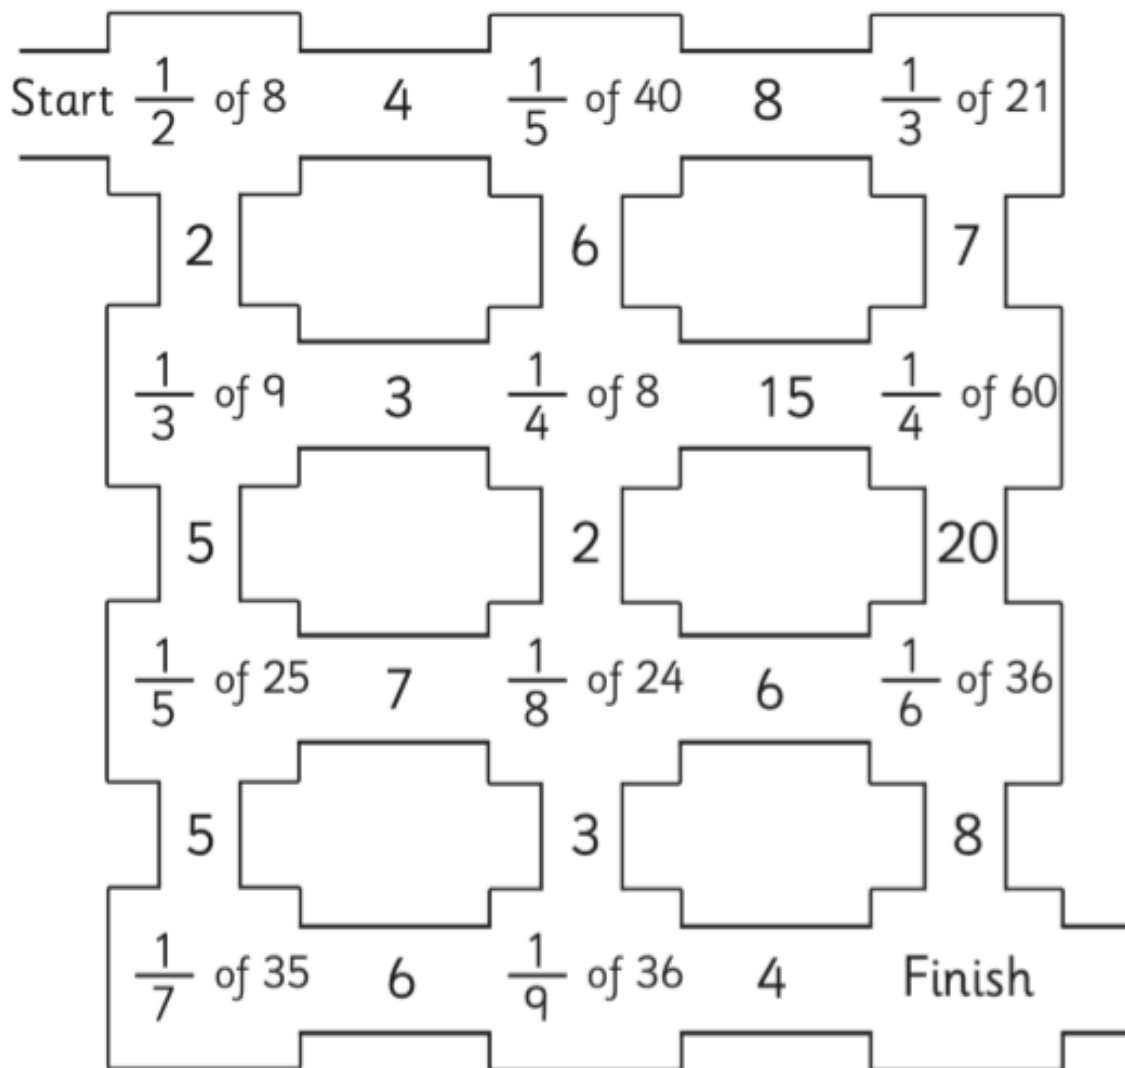 Start 1/2 of 8 4 1/5 of 40 8 1/3 of 21
2 6 7
1/3 of 9 3 1/4 of 8 15 1/4 of 60
5 2 20
1/5 of 25 7 1/8 of 24 6 1/6 of 36
5 3 8
1/7 of 35 6 1/9 of 36 4 Finish